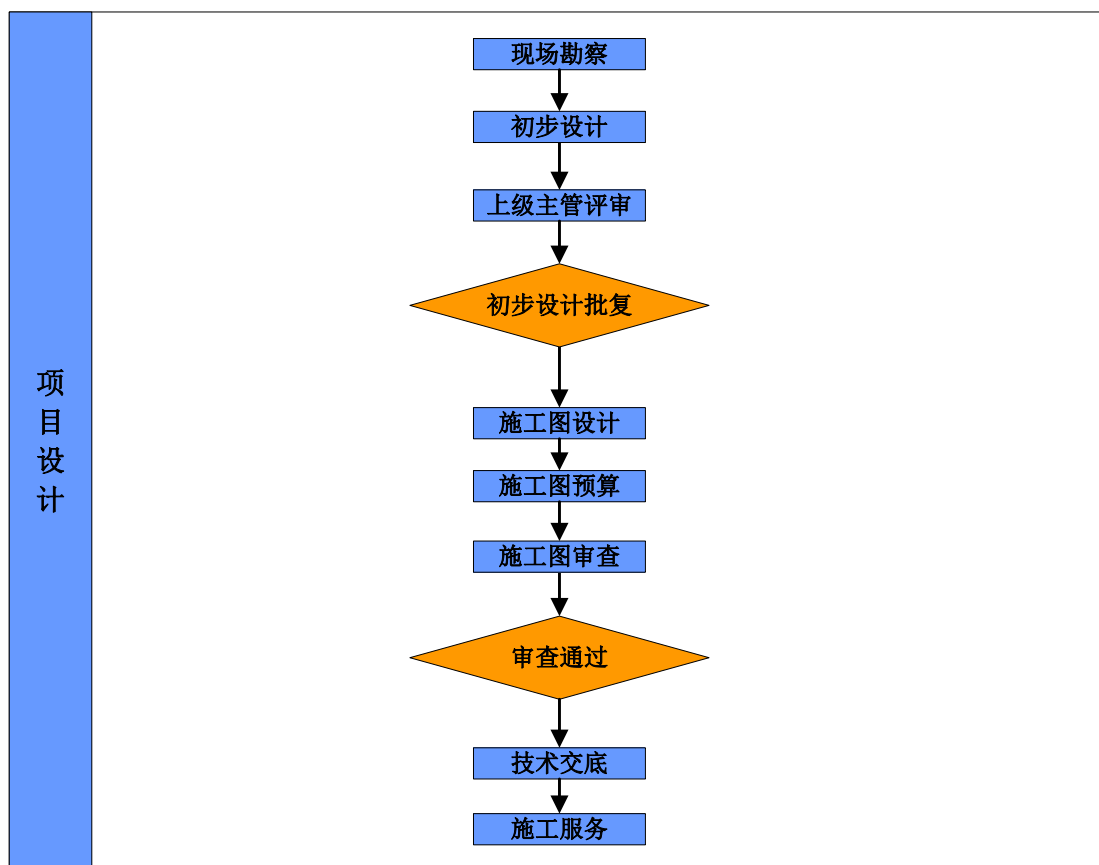 项目设计
现场勘察
初步设计
上级主管评审
初步设计批复
施工图设计
施工图预算
施工图审查
审查通过
技术交底
施工服务